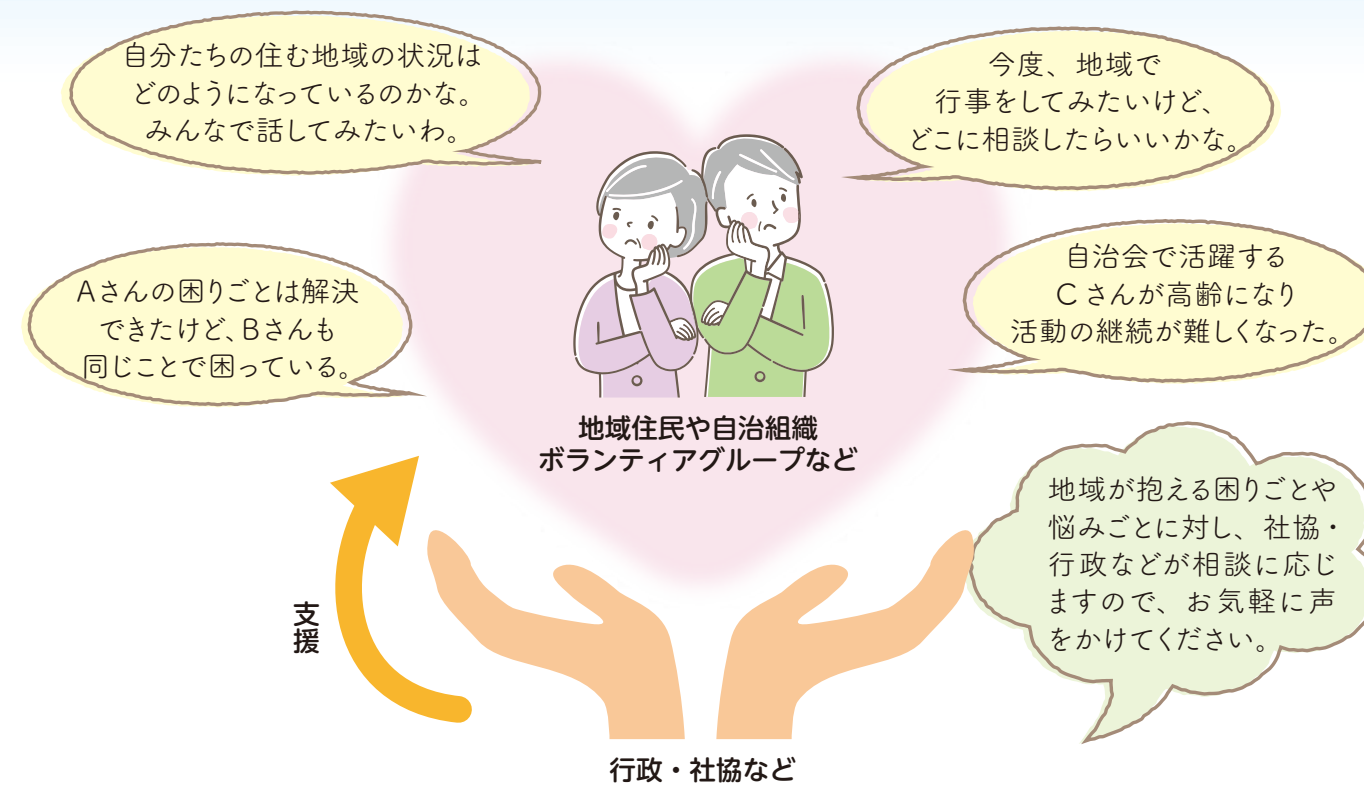 自分たちの住む地域の状況は
どのようになっているのかな。
みんなで話してみたいわ。
今度、地域で
行事をしてみたいけど、
どこに相談したらいいかな。
Aさんの困りごとは解決
できたけど、Bさんも
同じことで困っている。
自治会で活躍する
Cさんが高齢になり
活動の継続が難しくなった。
地域住民や自治組織
ボランティアグループなど
地域が抱える困りごとや
悩みごとに対し、社協・
行政などが相談に応じ
ますので、お気軽に声
をかけてください。
支援
行政・社協など